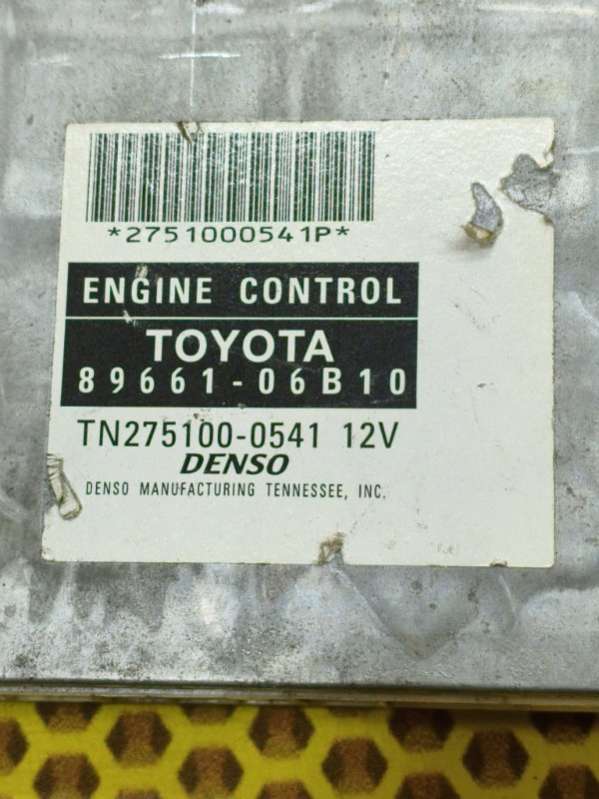 *2751000541P*
ENGINE CONTROL
TOYOTA
89661-06B10
TN275100-0541 12V
DENSO
DENSO MANUFACTURING TENNESSEE, INC.